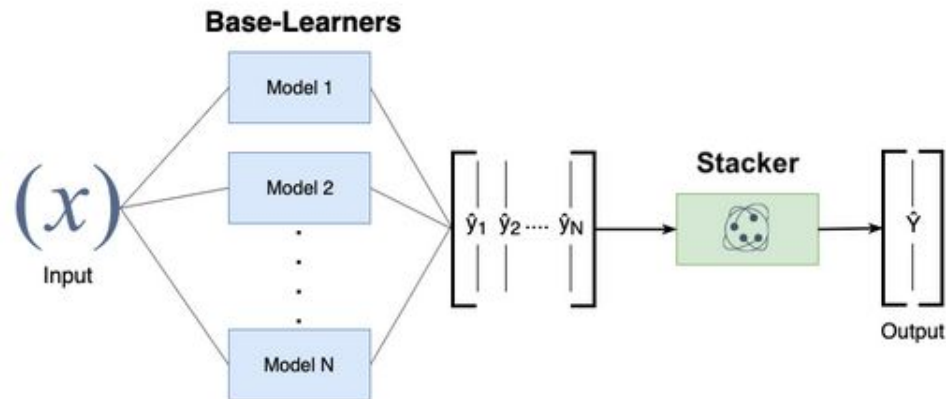 Base-Learners
Model 1
(x)
Input
Model 2
Model N
ŷ₁ ŷ₂ .... ŷN
Stacker
Ŷ
Output